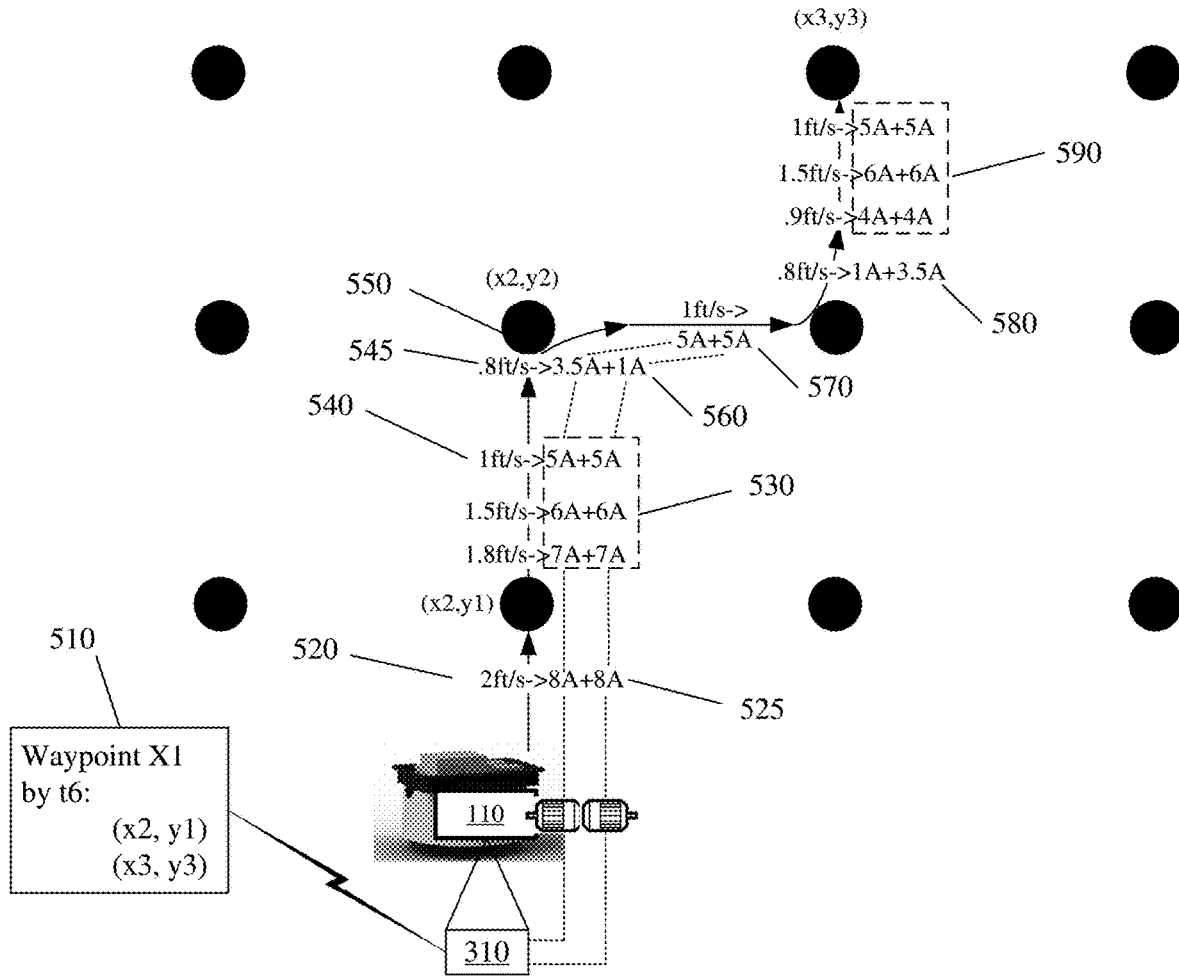 (x3,y3)
1ft/s->5A+5A
590
1.5ft/s->6A+6A
.9ft/s->4A+4A
(x2,y2)
.8ft/s->1A+3.5A
550
1ft/s->
580
5A+5A
545
.8ft/s->3.5A+1A
570
560
540
1ft/s->5A+5A
530
1.5ft/s->6A+6A
1.8ft/s->7A+7A
(x2,y1)
510
520
2ft/s->8A+8A
525
Waypoint X1
by t6:
(x2, y1)
(x3, y3)
110
310